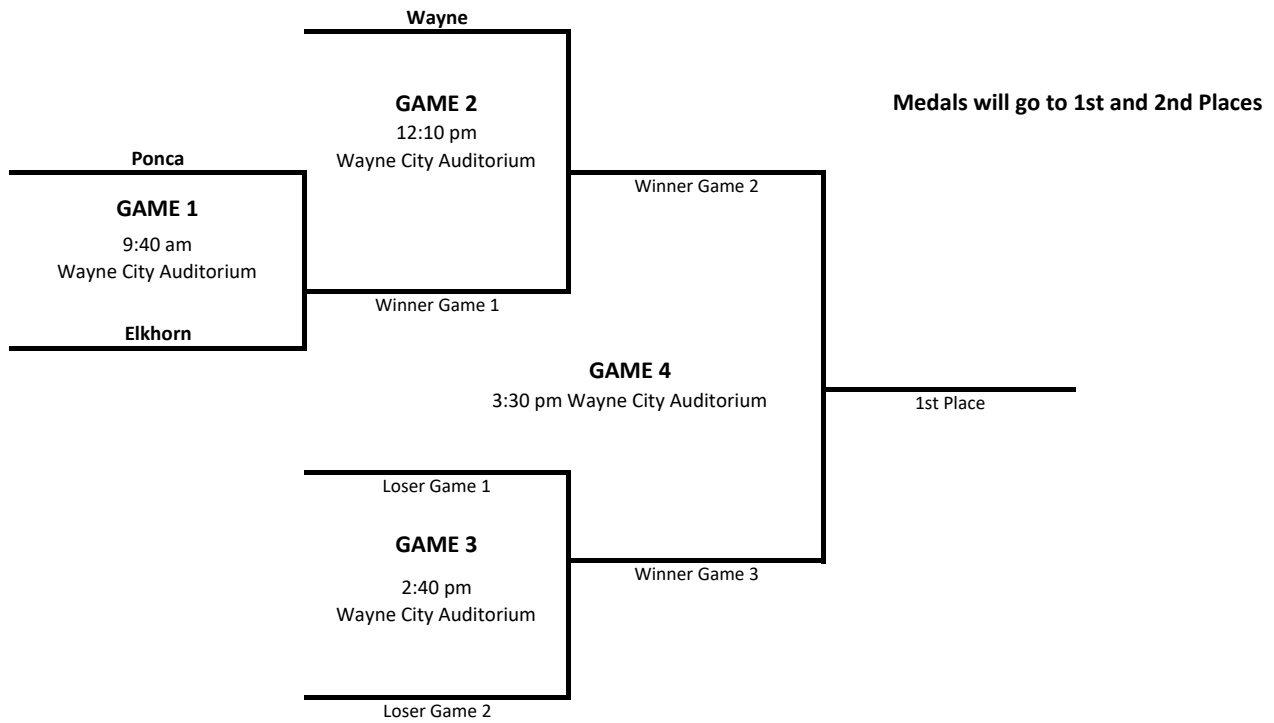 Wayne
GAME 2
12:10 pm
Wayne City Auditorium
Medals will go to 1st and 2nd Places
Ponca
GAME 1
9:40 am
Wayne City Auditorium
Elkhorn
Winner Game 2
Winner Game 1
GAME 4
3:30 pm Wayne City Auditorium
1st Place
Loser Game 1
GAME 3
2:40 pm
Wayne City Auditorium
Winner Game 3
Loser Game 2